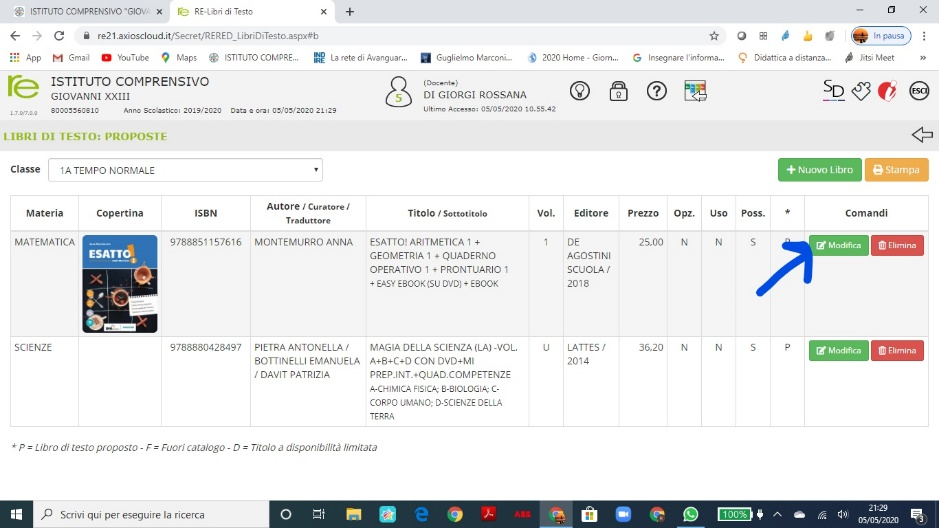 ISTITUTO COMPRENSIVO "GIOVA
RE-Libri di Testo
re21.axioscloud.it/Secret/RERED_LibriDiTesto.aspx#b
In pausa
App
Gmail
YouTube
Maps
ISTITUTO COMPRE...
La rete di Avanguar...
Guglielmo Marconi...
2020 Home - Giorn...
Insegnare l'informa...
Didattica a distanza...
Jitsi Meet
»
re
1.7.0/7.0.0
ISTITUTO COMPRENSIVO
GIOVANNI XXIII
80005560810 Anno Scolastico: 2019/2020 Data e ora: 05/05/2020 21:29
5
(Docente)
DI GIORGI ROSSANA
Ultimo Accesso: 05/05/2020 10.55.42
SD
ESCI
LIBRI DI TESTO: PROPOSTE
Classe 1A TEMPO NORMALE
+ Nuovo Libro Stampa
Materia Copertina ISBN Autore / Curatore / Traduttore Titolo / Sottotitolo Vol. Editore Prezzo Opz. Uso Poss. * Comandi
MATEMATICA
ESATTO!
9788851157616
MONTEMURRO ANNA
ESATTO! ARITMETICA 1 +
GEOMETRIA 1 + QUADERNO
OPERATIVO 1 + PRONTUARIO 1
+ EASY EBOOK (SU DVD) + EBOOK
1
DE
AGOSTINI
SCUOLA /
2018
25,00
N
N
S
P
Modifica Elimina
SCIENZE
9788880428497
PIETRA ANTONELLA /
BOTTINELLI EMANUELA
/ DAVIT PATRIZIA
MAGIA DELLA SCIENZA (LA) -VOL.
A+B+C+D CON DVD+MI
PREP.INT.+QUAD.COMPETENZE
A-CHIMICA FISICA; B-BIOLOGIA; C-
CORPO UMANO; D-SCIENZE DELLA
TERRA
U
LATTES /
2014
36,20
N
N
S
P
Modifica Elimina
* P = Libro di testo proposto - F = Fuori catalogo - D = Titolo a disponibilità limitata
Scrivi qui per eseguire la ricerca
ABB
100%
21:29
05/05/2020
3